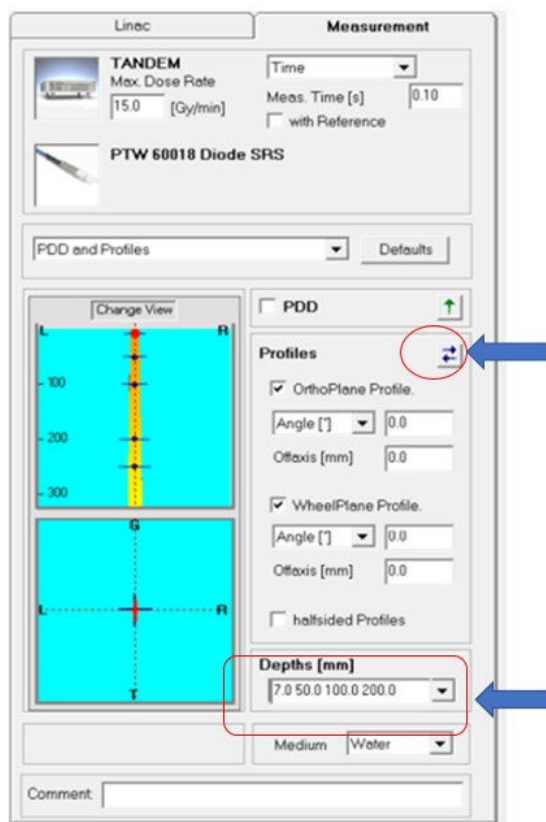 Linac
Measurement
TANDEM
Max. Dose Rate
15.0 [Gy/min]
Time
Meas. Time [s] 0.10
with Reference
PTW 60018 Diode SRS
PDD and Profiles
Defaults
Change View
L R
- 100
- 200
- 300
G
L R
T
PDD
Profiles
OrthoPlane Profile.
Angle [°] 0.0
Offaxis [mm] 0.0
WheelPlane Profile.
Angle [°] 0.0
Offaxis [mm] 0.0
halfsided Profiles
Depths [mm]
7.0 50.0 100.0 200.0
Medium Water
Comment: